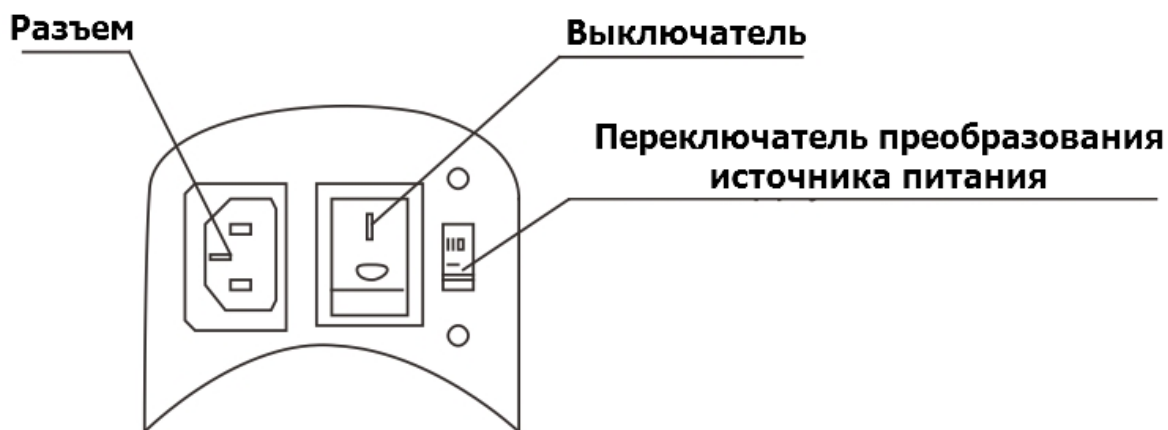 Разъем
Выключатель
Переключатель преобразования
источника питания
110